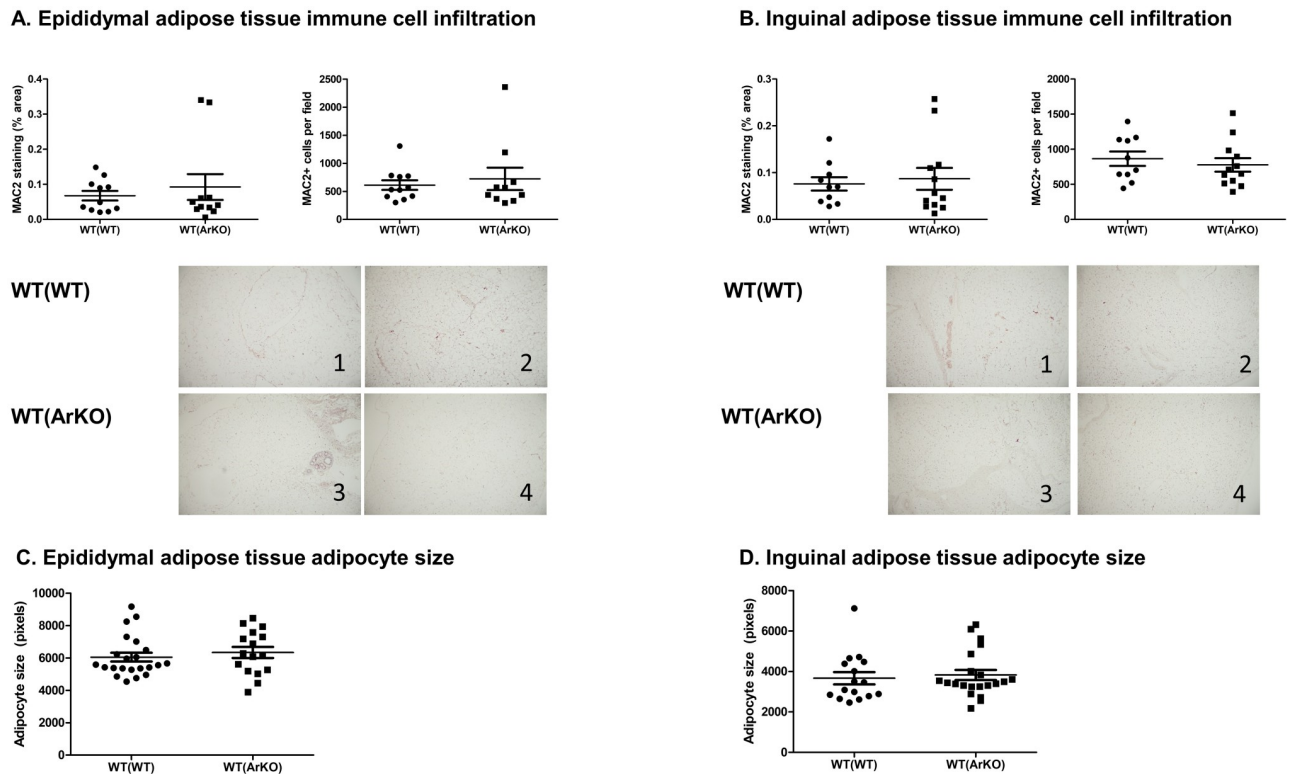 A. Epididymal adipose tissue immune cell infiltration
B. Inguinal adipose tissue immune cell infiltration
MAC2 staining (% area)
0.4
0.3
0.2
0.1
0.0
WT(WT)
WT(ArKO)
MAC2+ cells per field
2500
2000
1500
1000
500
0
WT(WT)
WT(ArKO)
MAC2 staining (% area)
0.3
0.2
0.1
0.0
WT(WT)
WT(ArKO)
MAC2+ cells per field
2000
1500
1000
500
0
WT(WT)
WT(ArKO)
WT(WT)
1
2
WT(ArKO)
3
4
WT(WT)
1
2
WT(ArKO)
3
4
C. Epididymal adipose tissue adipocyte size
Adipocyte size (pixels)
10000
8000
6000
4000
2000
0
WT(WT)
WT(ArKO)
D. Inguinal adipose tissue adipocyte size
Adipocyte size (pixels)
8000
6000
4000
2000
0
WT(WT)
WT(ArKO)